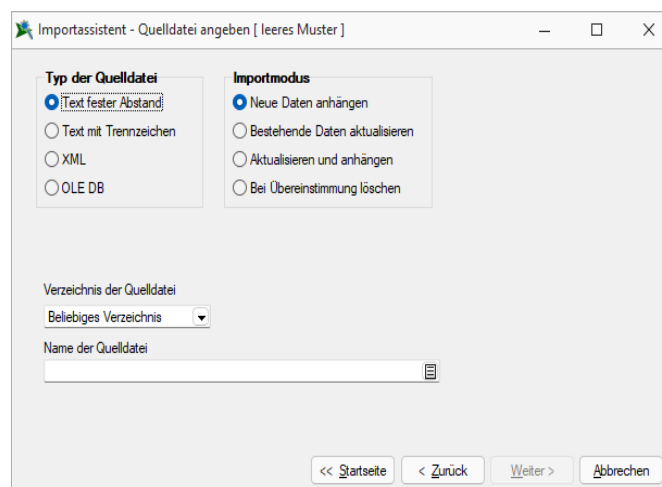 Importassistent - Quelldatei angeben [ leeres Muster ]
Typ der Quelldatei
Text fester Abstand
Text mit Trennzeichen
XML
OLE DB
Importmodus
Neue Daten anhängen
Bestehende Daten aktualisieren
Aktualisieren und anhängen
Bei Übereinstimmung löschen
Verzeichnis der Quelldatei
Beliebiges Verzeichnis
Name der Quelldatei
<< Startseite < Zurück Weiter > Abbrechen